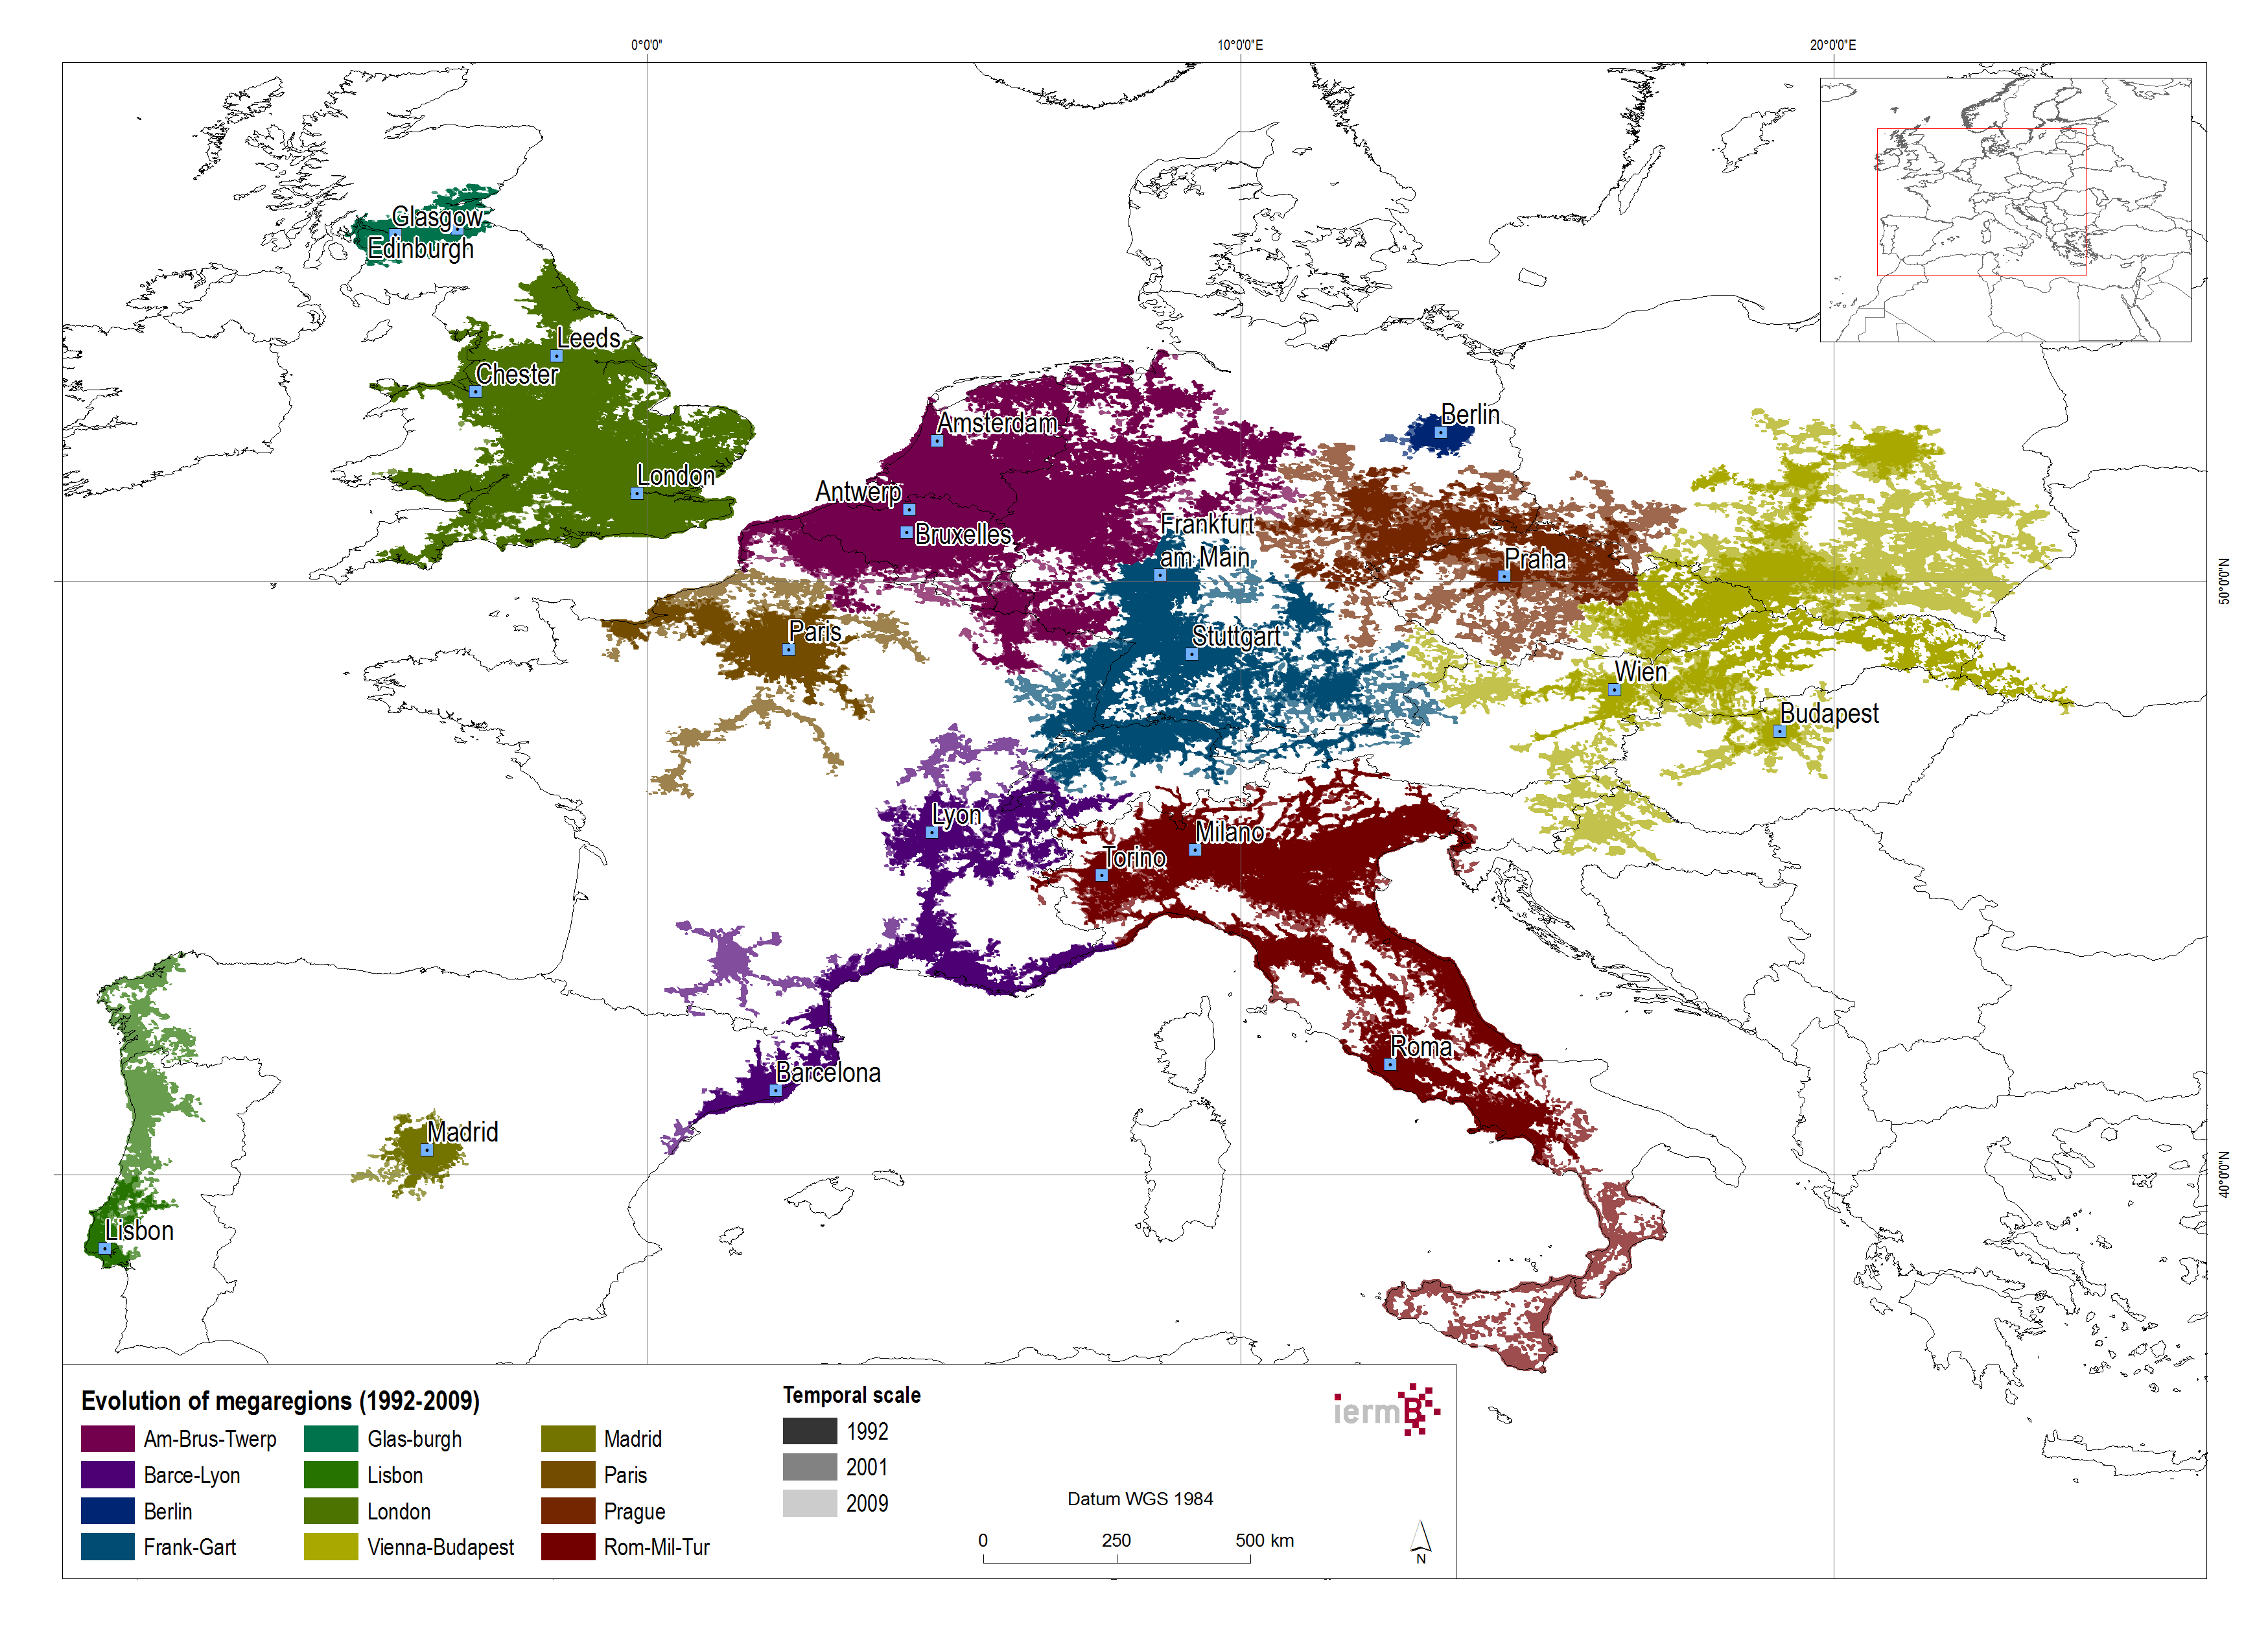 0°0'0"
10°0'0"E
20°0'0"E
Glasgow
Edinburgh
Leeds
Chester
Amsterdam
Berlin
London
Antwerp
Bruxelles
Frankfurt
am Main
Praha
50°0'0"N
Paris
Stuttgart
Wien
Budapest
Lyon
Milano
Torino
Roma
Barcelona
Madrid
40°0'0"N
Lisbon
Evolution of megaregions (1992-2009)
Am-Brus-Twerp
Barce-Lyon
Berlin
Frank-Gart
Glas-burgh
Lisbon
London
Vienna-Budapest
Madrid
Paris
Prague
Rom-Mil-Tur
Temporal scale
1992
2001
2009
iermB
Datum WGS 1984
0 250 500 km
N